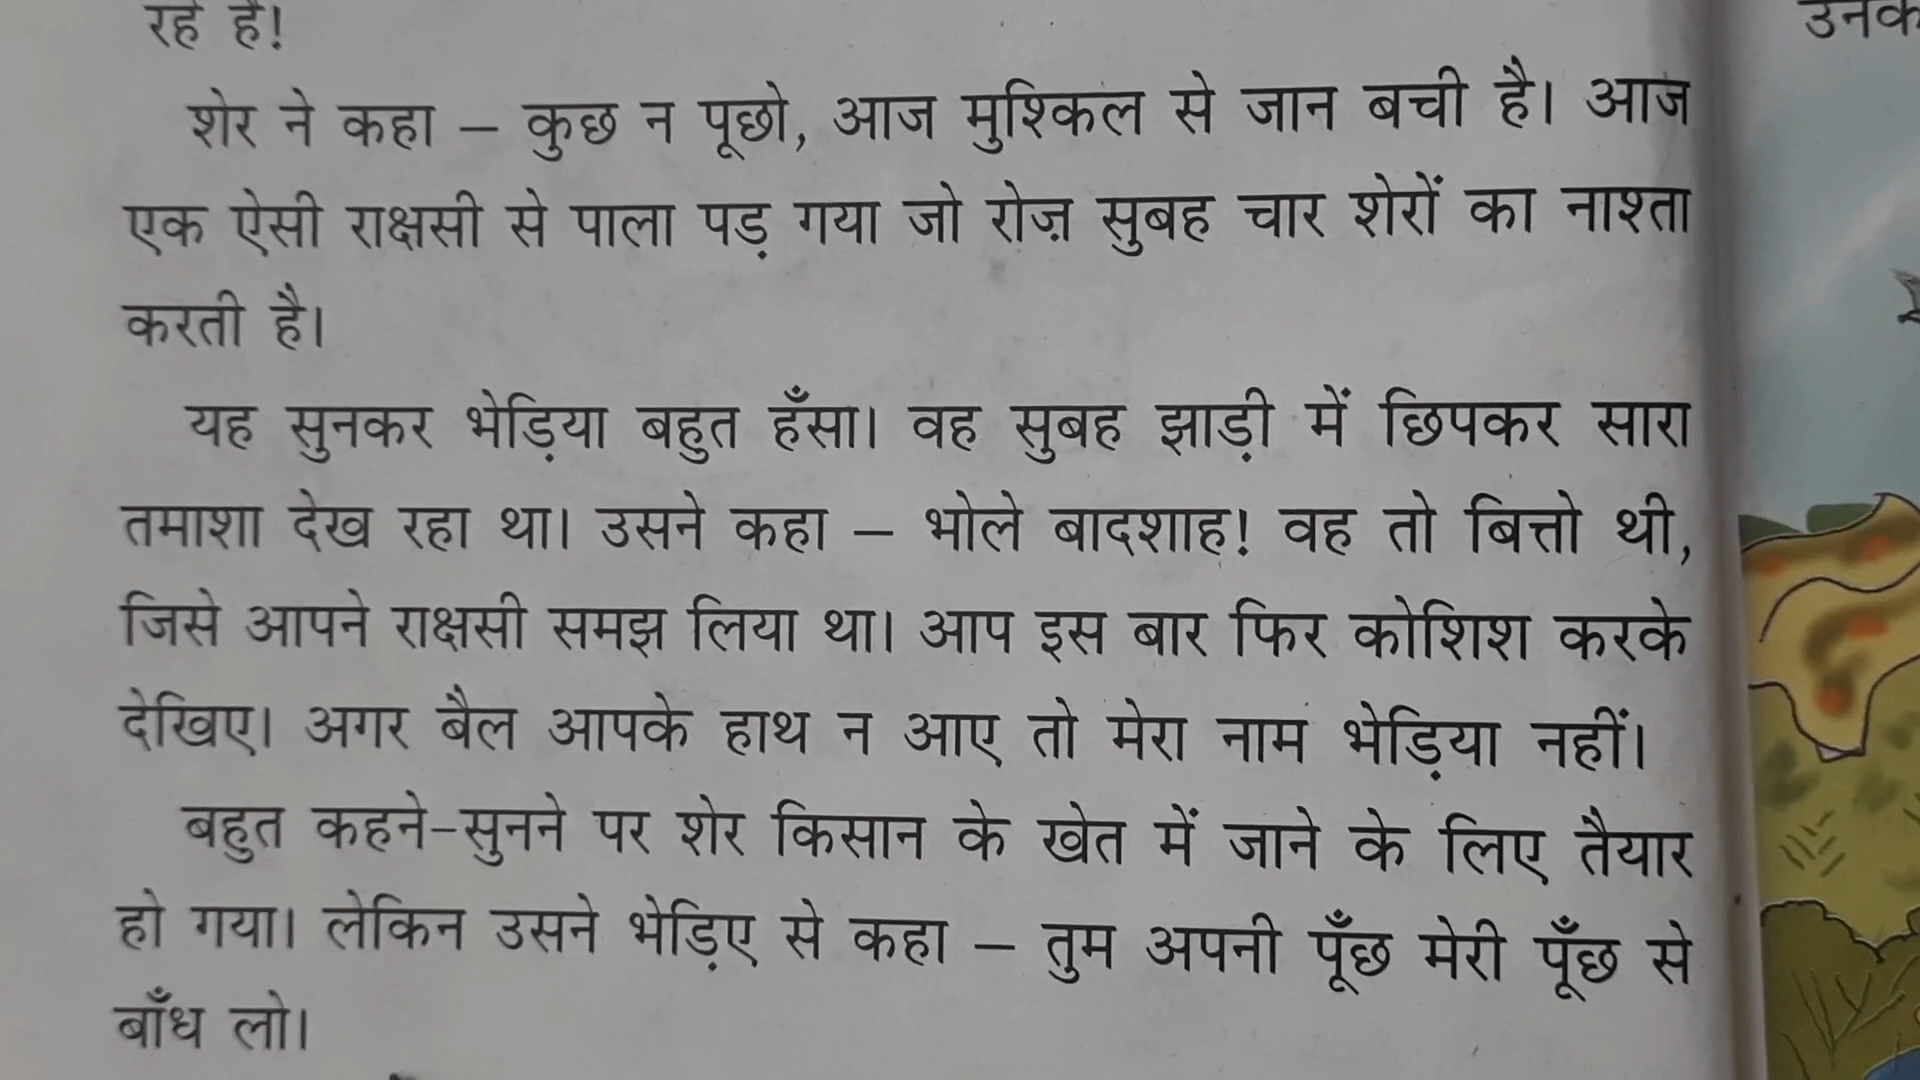 रहे हैं!
शेर ने कहा – कुछ न पूछो, आज मुश्किल से जान बची है। आज
एक ऐसी राक्षसी से पाला पड़ गया जो रोज़ सुबह चार शेरों का नाश्ता
करती है।
यह सुनकर भेड़िया बहुत हँसा। वह सुबह झाड़ी में छिपकर सारा
तमाशा देख रहा था। उसने कहा – भोले बादशाह! वह तो बित्तो थी,
जिसे आपने राक्षसी समझ लिया था। आप इस बार फिर कोशिश करके
देखिए। अगर बैल आपके हाथ न आए तो मेरा नाम भेड़िया नहीं।
बहुत कहने-सुनने पर शेर किसान के खेत में जाने के लिए तैयार
हो गया। लेकिन उसने भेड़िए से कहा – तुम अपनी पूँछ मेरी पूँछ से
बाँध लो।